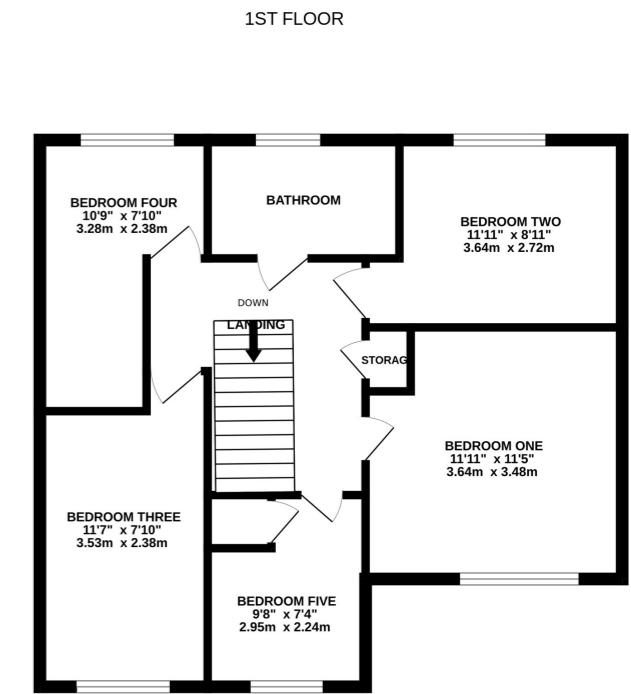 1ST FLOOR
BEDROOM FOUR
10'9" x 7'10"
3.28m x 2.38m
BATHROOM
BEDROOM TWO
11'11" x 8'11"
3.64m x 2.72m
DOWN
LANDING
STORAG
BEDROOM ONE
11'11" x 11'5"
3.64m x 3.48m
BEDROOM THREE
11'7" x 7'10"
3.53m x 2.38m
BEDROOM FIVE
9'8" x 7'4"
2.95m x 2.24m